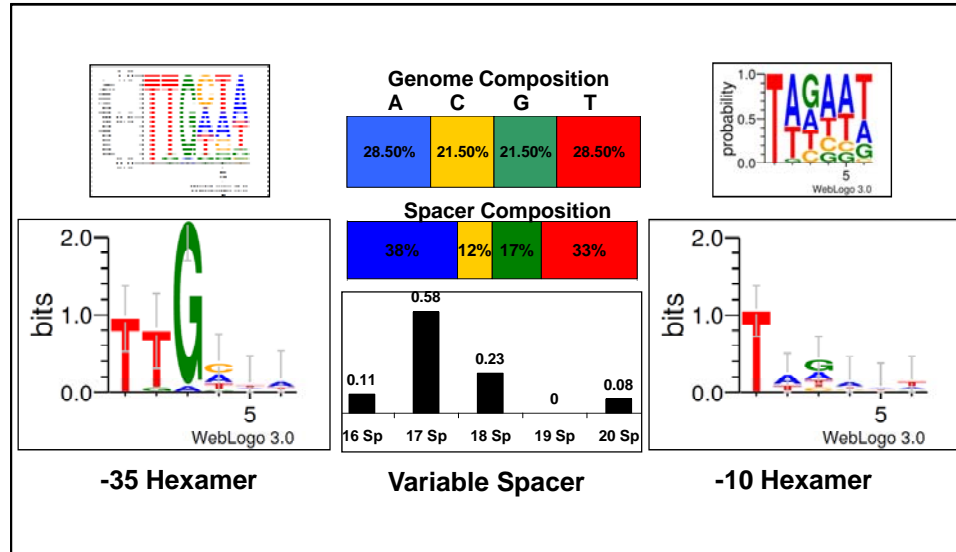 Genome Composition
A C G T
28.50% 21.50% 21.50% 28.50%
Spacer Composition
38% 12% 17% 33%
1.0
probability
0.5
0.0
5
WebLogo 3.0
2.0
bits
1.0
0.0
5
WebLogo 3.0
0.58
0.23
0.11
0
0.08
16 Sp 17 Sp 18 Sp 19 Sp 20 Sp
2.0
bits
1.0
0.0
5
WebLogo 3.0
-35 Hexamer
Variable Spacer
-10 Hexamer